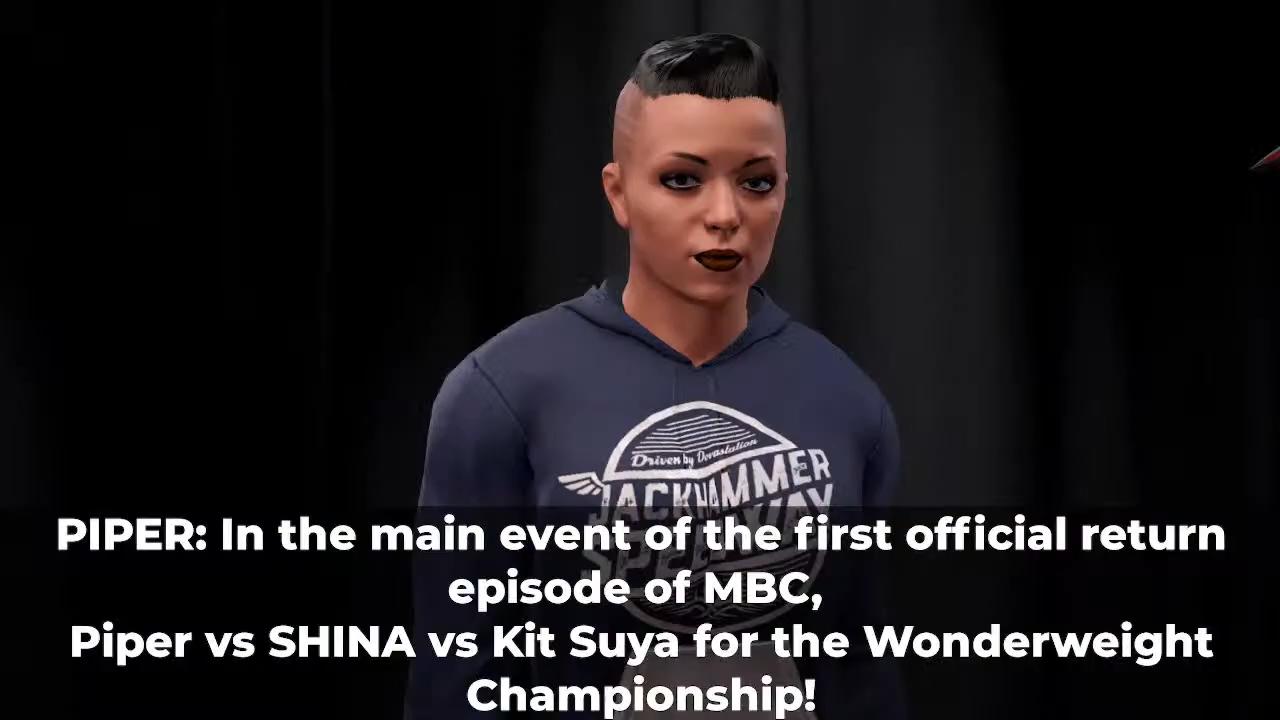 Driven by Devastation
JACKHAMMER
SPEEDWAY
PIPER: In the main event of the first official return
episode of MBC,
Piper vs SHINA vs Kit Suya for the Wonderweight
Championship!